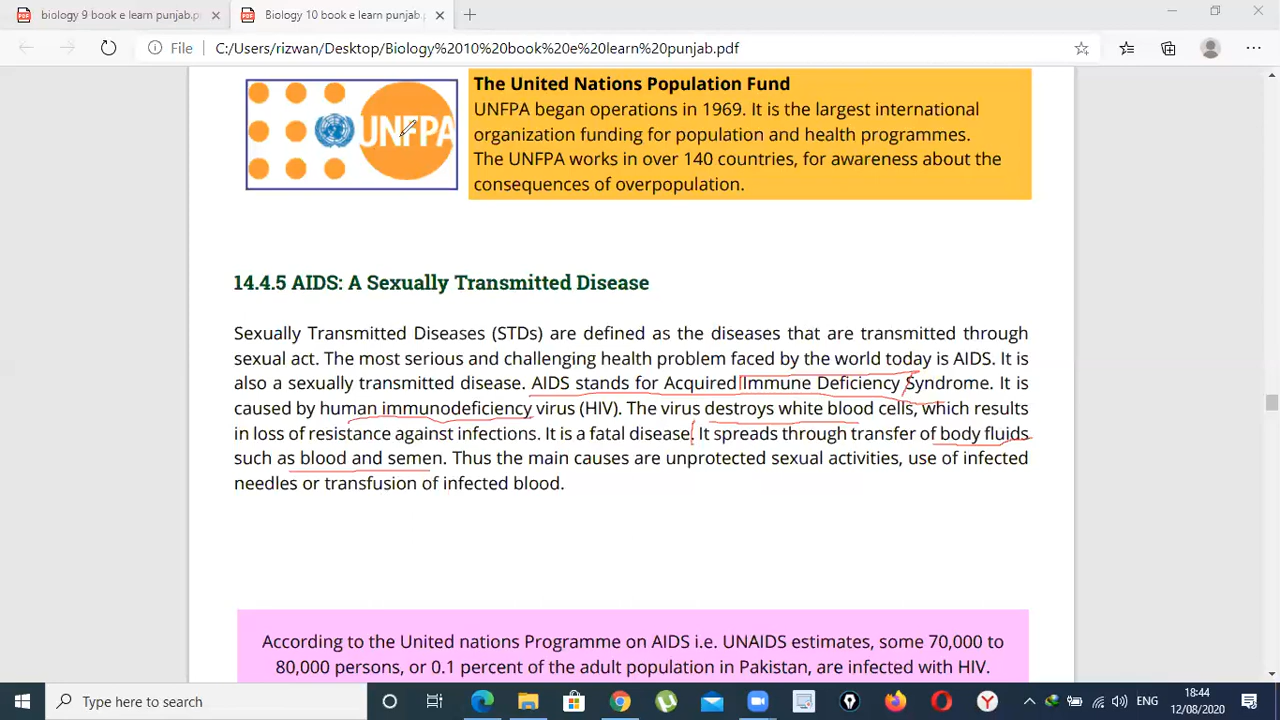 biology 9 book e learn punjab.p
Biology 10 book e learn punjab.
File C:/Users/rizwan/Desktop/Biology%2010%20book%20e%20learn%20punjab.pdf
UNFPA
The United Nations Population Fund
UNFPA began operations in 1969. It is the largest international
organization funding for population and health programmes.
The UNFPA works in over 140 countries, for awareness about the
consequences of overpopulation.
14.4.5 AIDS: A Sexually Transmitted Disease
Sexually Transmitted Diseases (STDs) are defined as the diseases that are transmitted through
sexual act. The most serious and challenging health problem faced by the world today is AIDS. It is
also a sexually transmitted disease. AIDS stands for Acquired Immune Deficiency Syndrome. It is
caused by human immunodeficiency virus (HIV). The virus destroys white blood cells, which results
in loss of resistance against infections. It is a fatal disease. It spreads through transfer of body fluids
such as blood and semen. Thus the main causes are unprotected sexual activities, use of infected
needles or transfusion of infected blood.
According to the United nations Programme on AIDS i.e. UNAIDS estimates, some 70,000 to
80,000 persons, or 0.1 percent of the adult population in Pakistan, are infected with HIV.
Type here to search
ENG
18:44
12/08/2020